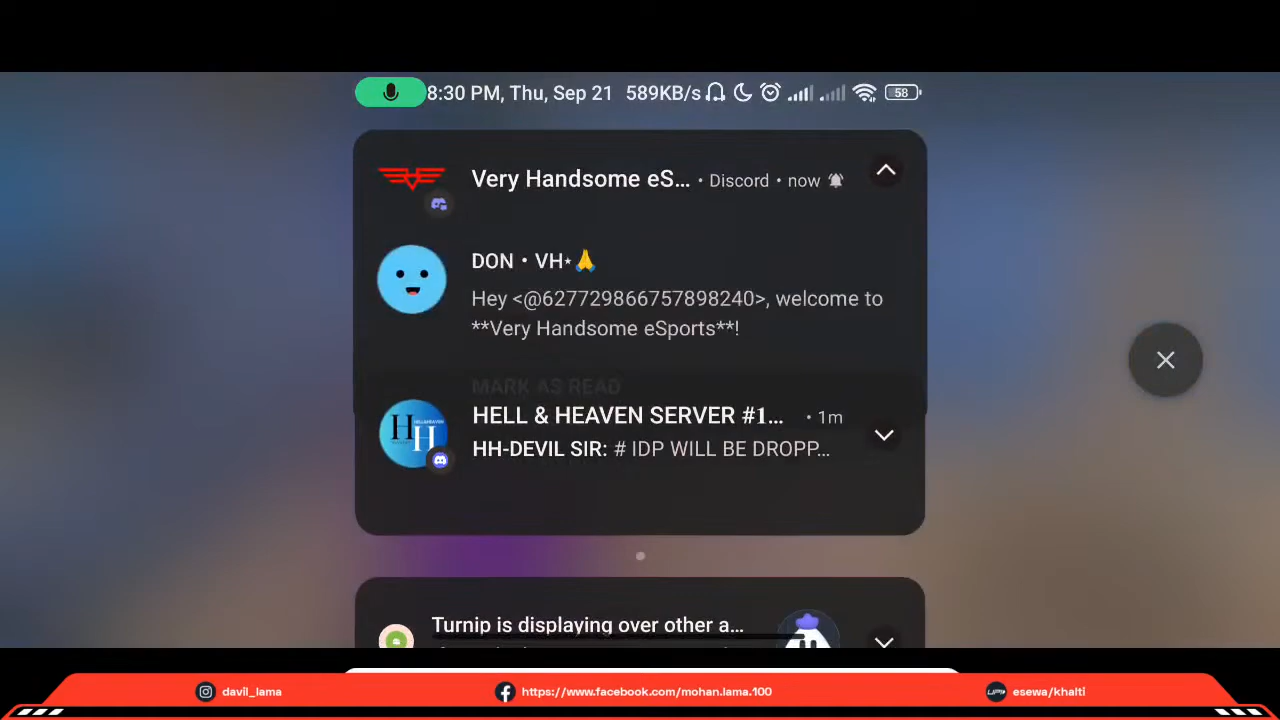 8:30 PM, Thu, Sep 21 589KB/s 58
Very Handsome eS... • Discord • now
DON • VH⋆🙏
Hey <@627729866757898240>, welcome to
**Very Handsome eSports**!
MARK AS READ
HELL & HEAVEN SERVER #1... • 1m
HH-DEVIL SIR: # IDP WILL BE DROPP...
Turnip is displaying over other a...
davil_lama
https://www.facebook.com/mohan.lama.100
esewa/khalti